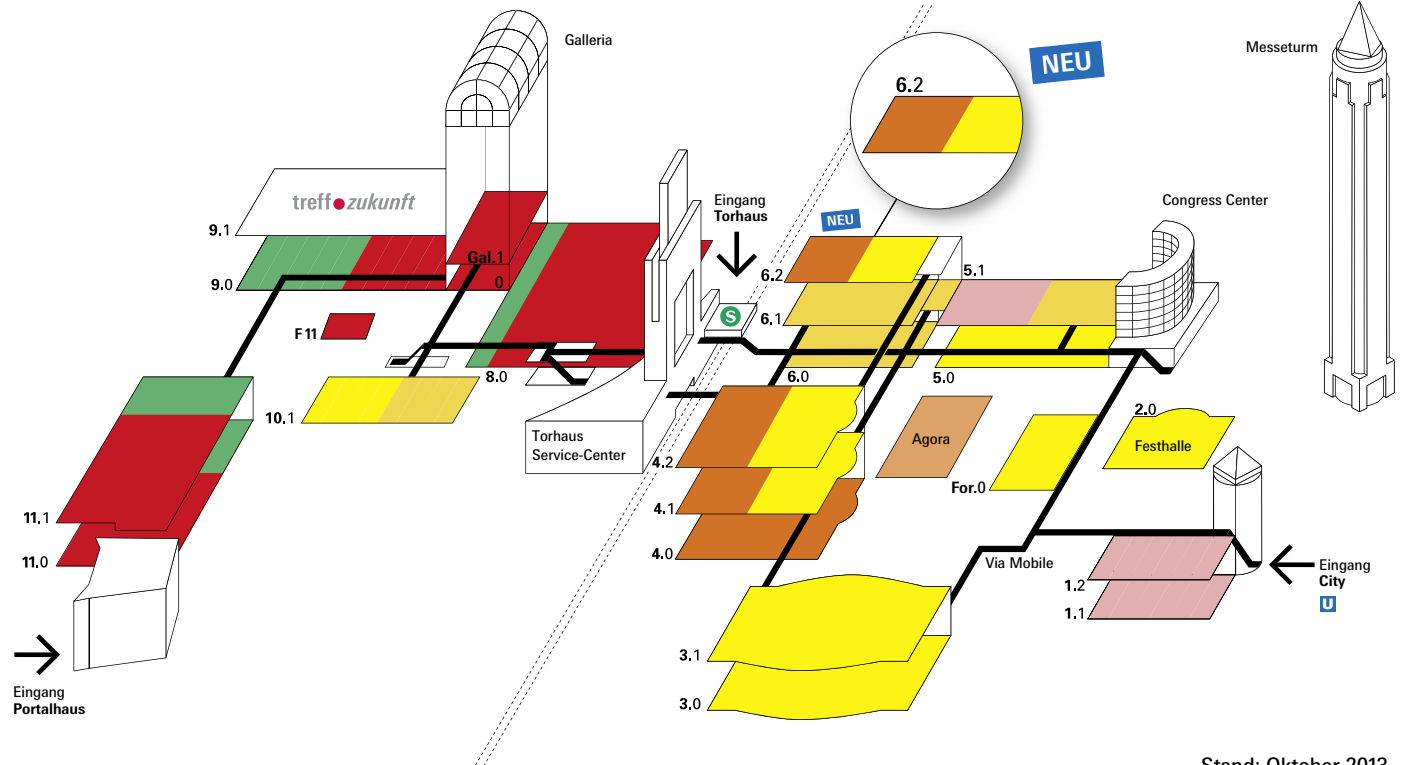 Galleria
NEU
6.2
Messeturm
treff zukunft
Eingang
Torhaus
Congress Center
NEU
9.1
Gal.1
0
9.0
S
6.2
5.1
6.1
F 11
8.0
6.0
5.0
10.1
2.0
Torhaus
Service-Center
Agora
Festhalle
4.2
For.0
4.1
11.1
4.0
11.0
Via Mobile
Eingang
City
U
1.2
1.1
3.1
Eingang
Portalhaus
3.0
Stand: Oktober 2013